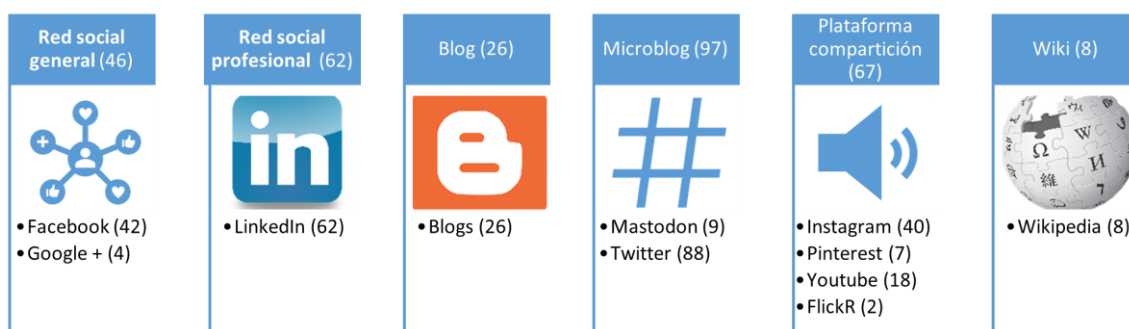 Red social
general (46)
• Facebook (42)
• Google + (4)
Red social
profesional (62)
in
• LinkedIn (62)
Blog (26)
B
• Blogs (26)
Microblog (97)
• Mastodon (9)
• Twitter (88)
Plataforma
compartición
(67)
• Instagram (40)
• Pinterest (7)
• Youtube (18)
• FlickR (2)
Wiki (8)
Ω
W
И
維
• Wikipedia (8)